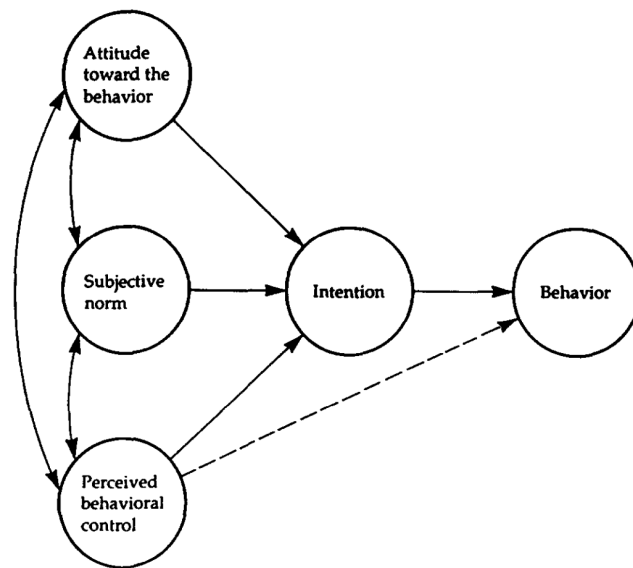 Attitude
toward the
behavior
Subjective
norm
Intention
Behavior
Perceived
behavioral
control